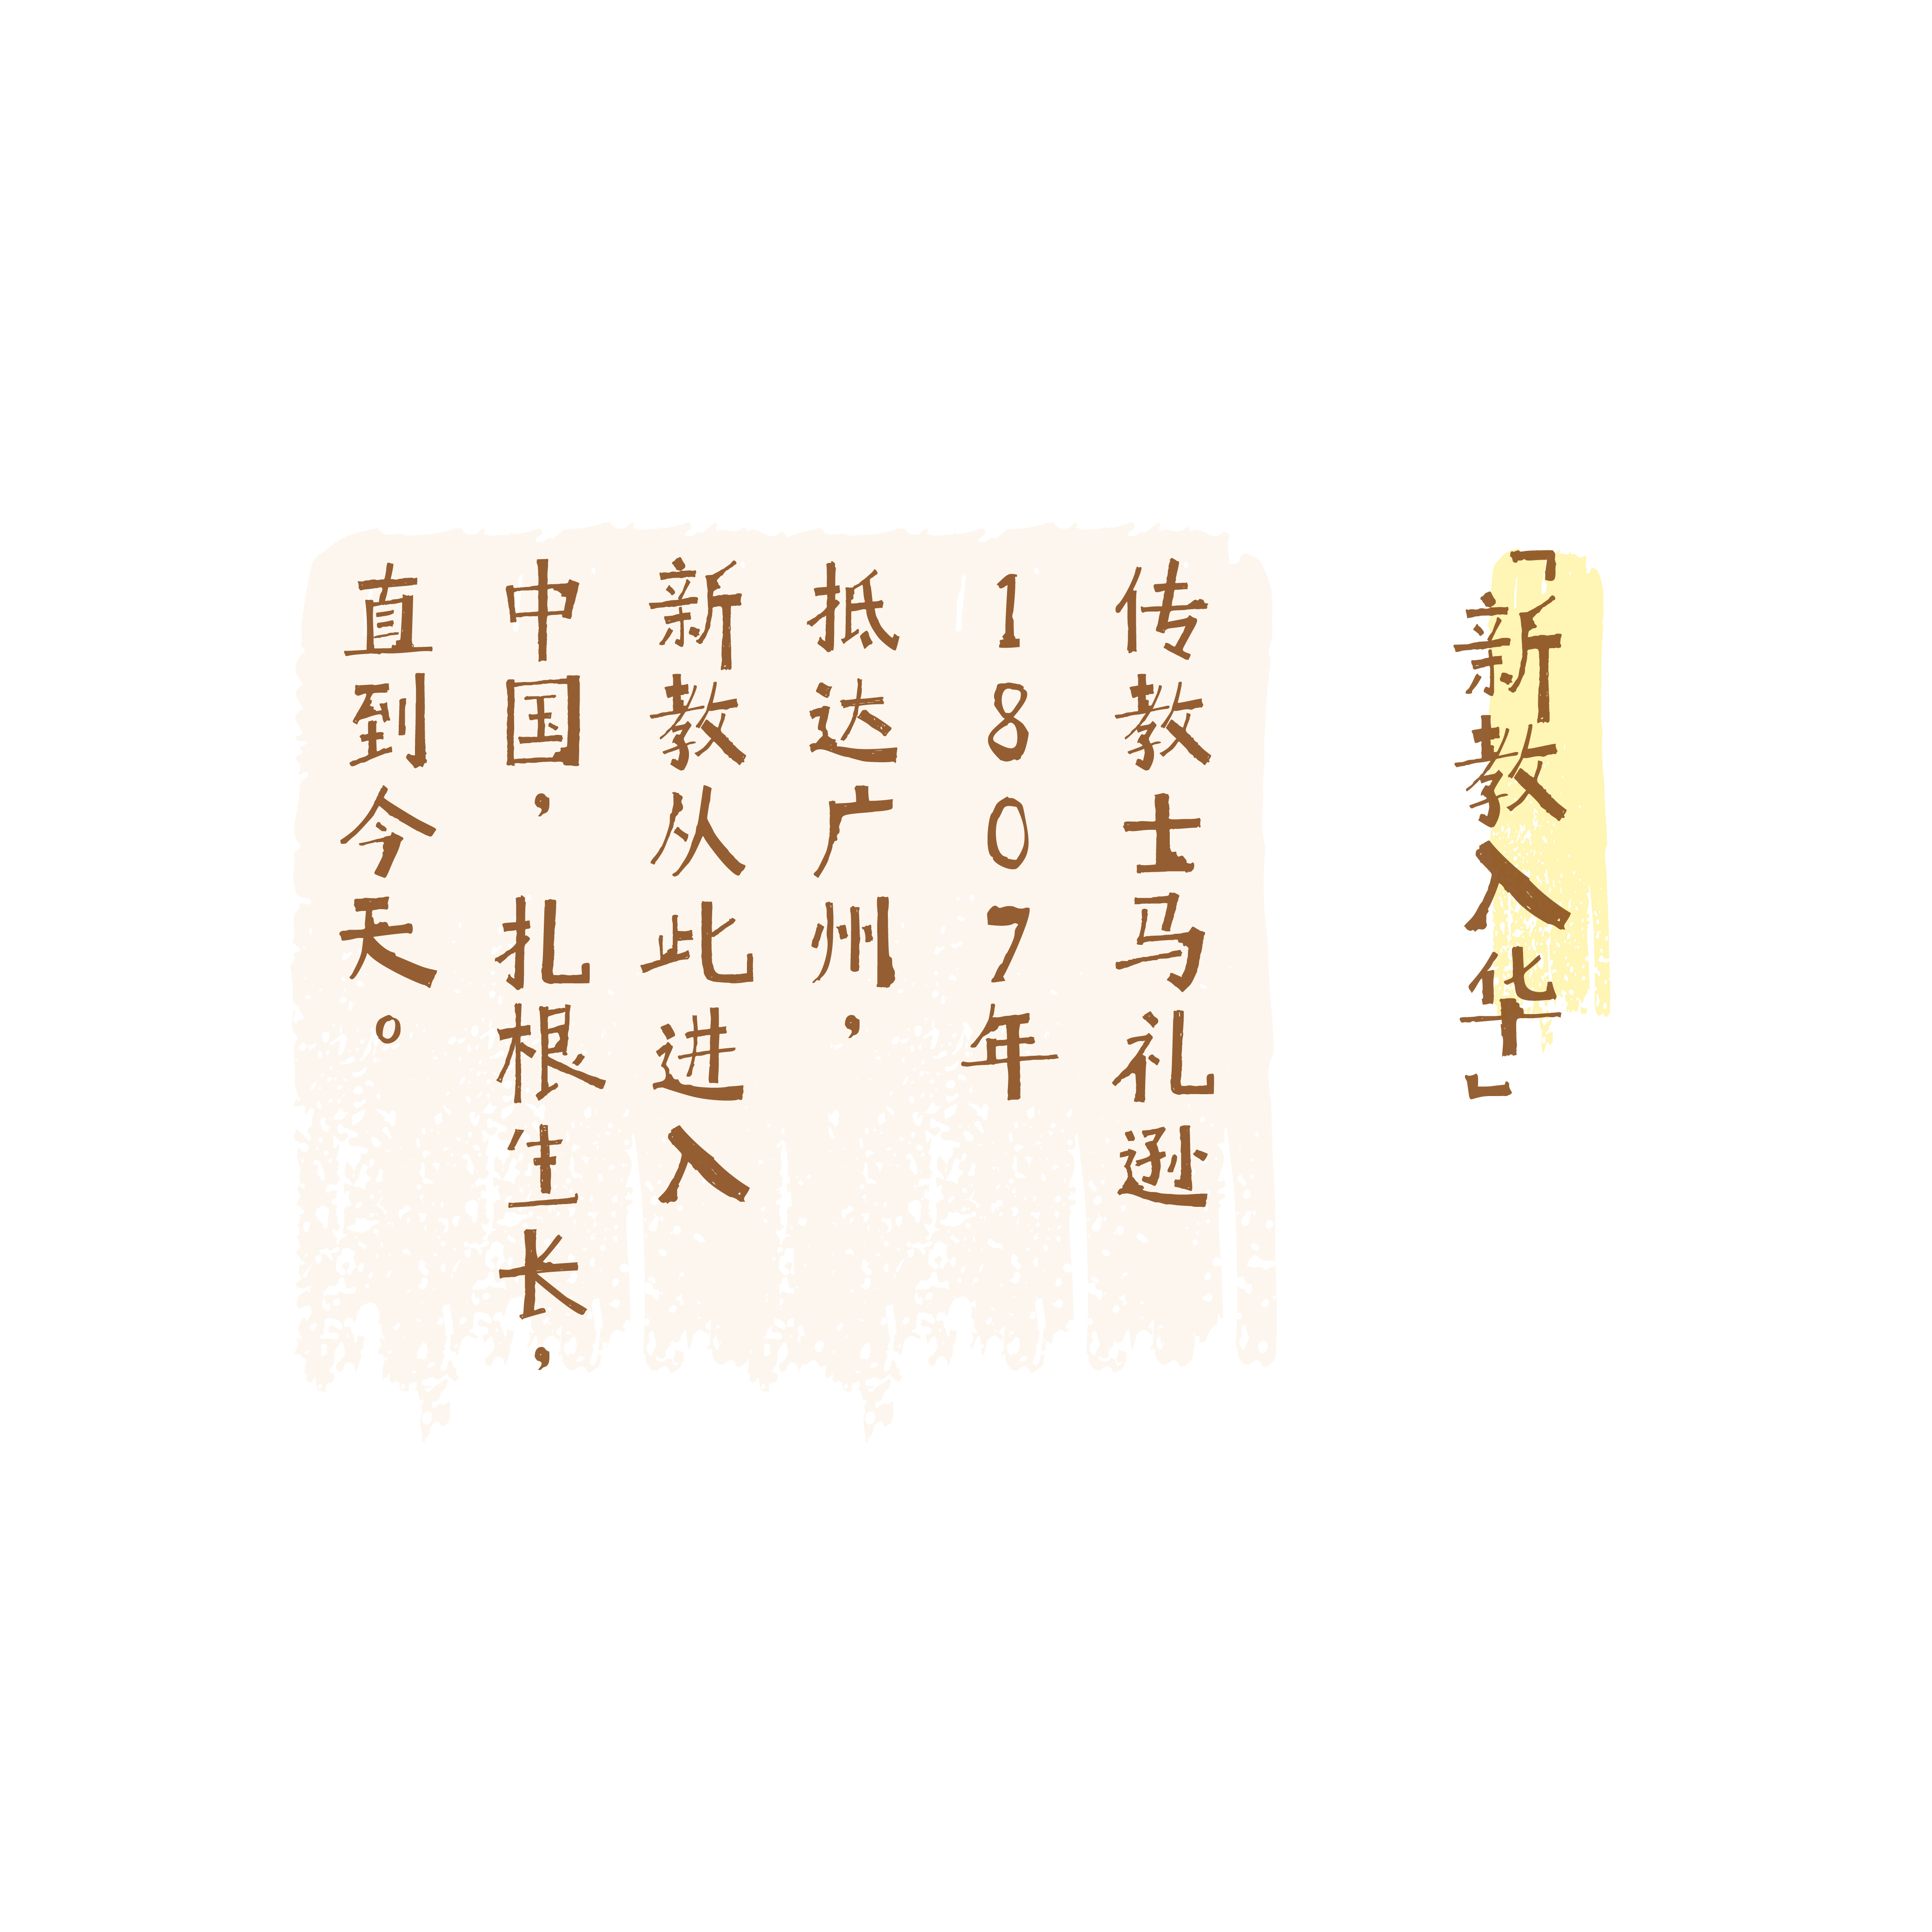 「新教入华」
传教士马礼逊
1807年
抵达广州，
新教从此进入
中国，扎根生长，
直到今天。